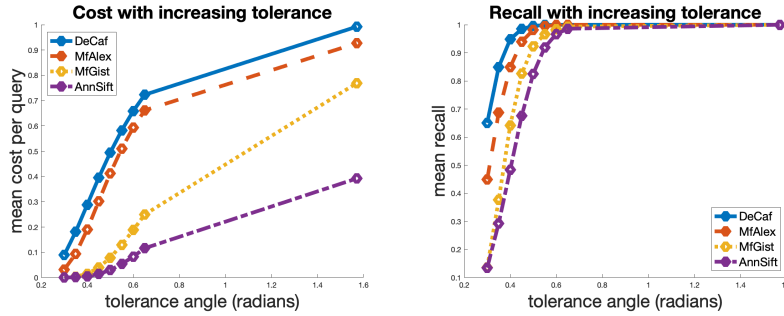 Cost with increasing tolerance
mean cost per query
1
0.9
0.8
0.7
0.6
0.5
0.4
0.3
0.2
0.1
0
DeCaf
MfAlex
MfGist
AnnSift
0.2
0.4
0.6
0.8
1
1.2
1.4
1.6
tolerance angle (radians)
Recall with increasing tolerance
mean recall
1
0.9
0.8
0.7
0.6
0.5
0.4
0.3
0.2
0.1
DeCaf
MfAlex
MfGist
AnnSift
0.2
0.4
0.6
0.8
1
1.2
1.4
1.6
tolerance angle (radians)